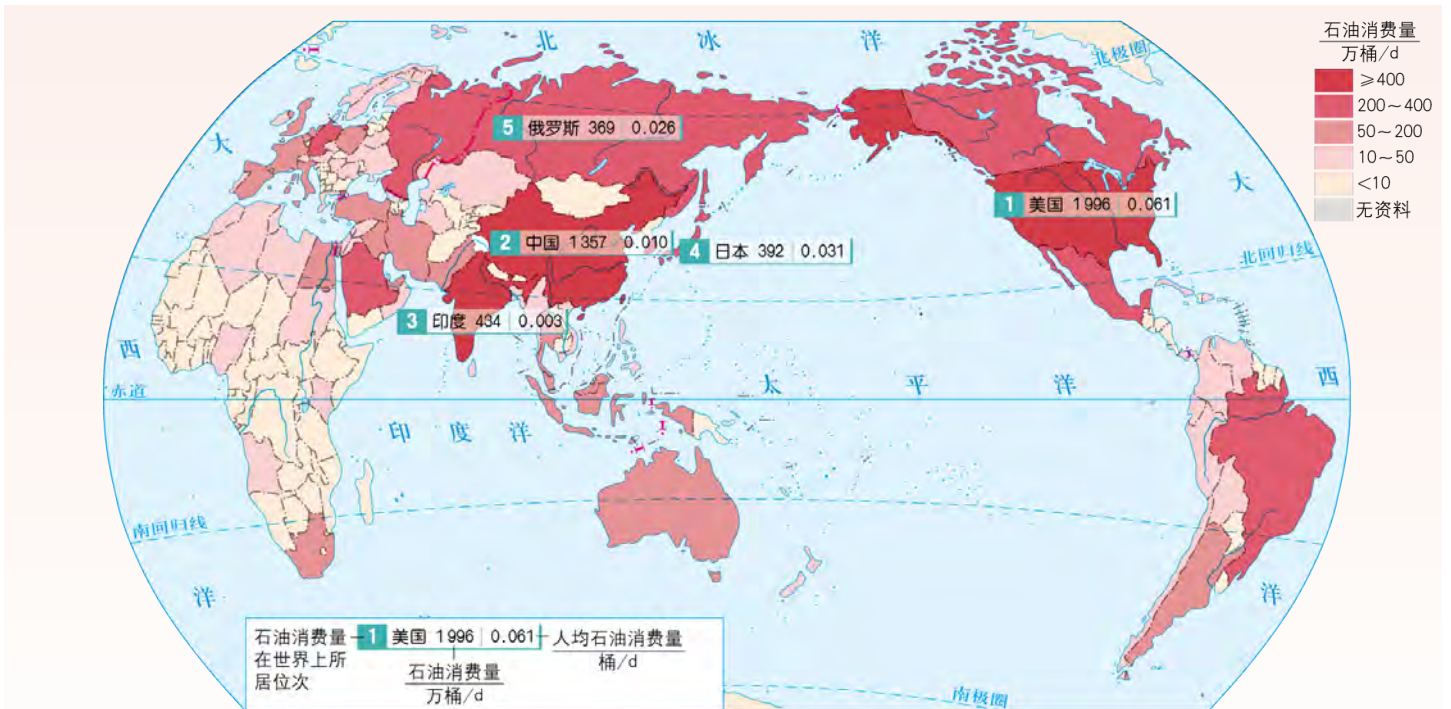 北冰洋
北极圈
石油消费量
万桶/d
≥400
200～400
50～200
10～50
<10
无资料
大
5 俄罗斯 369 0.026
大
1 美国 1996 0.061
2 中国 1357 0.010
4 日本 392 0.031
北回归线
3 印度 434 0.003
西
赤道
太平洋
西
印度洋
南回归线
洋
洋
石油消费量
在世界上所
居位次
1 美国 1996 0.061
人均石油消费量
桶/d
石油消费量
万桶/d
南极圈